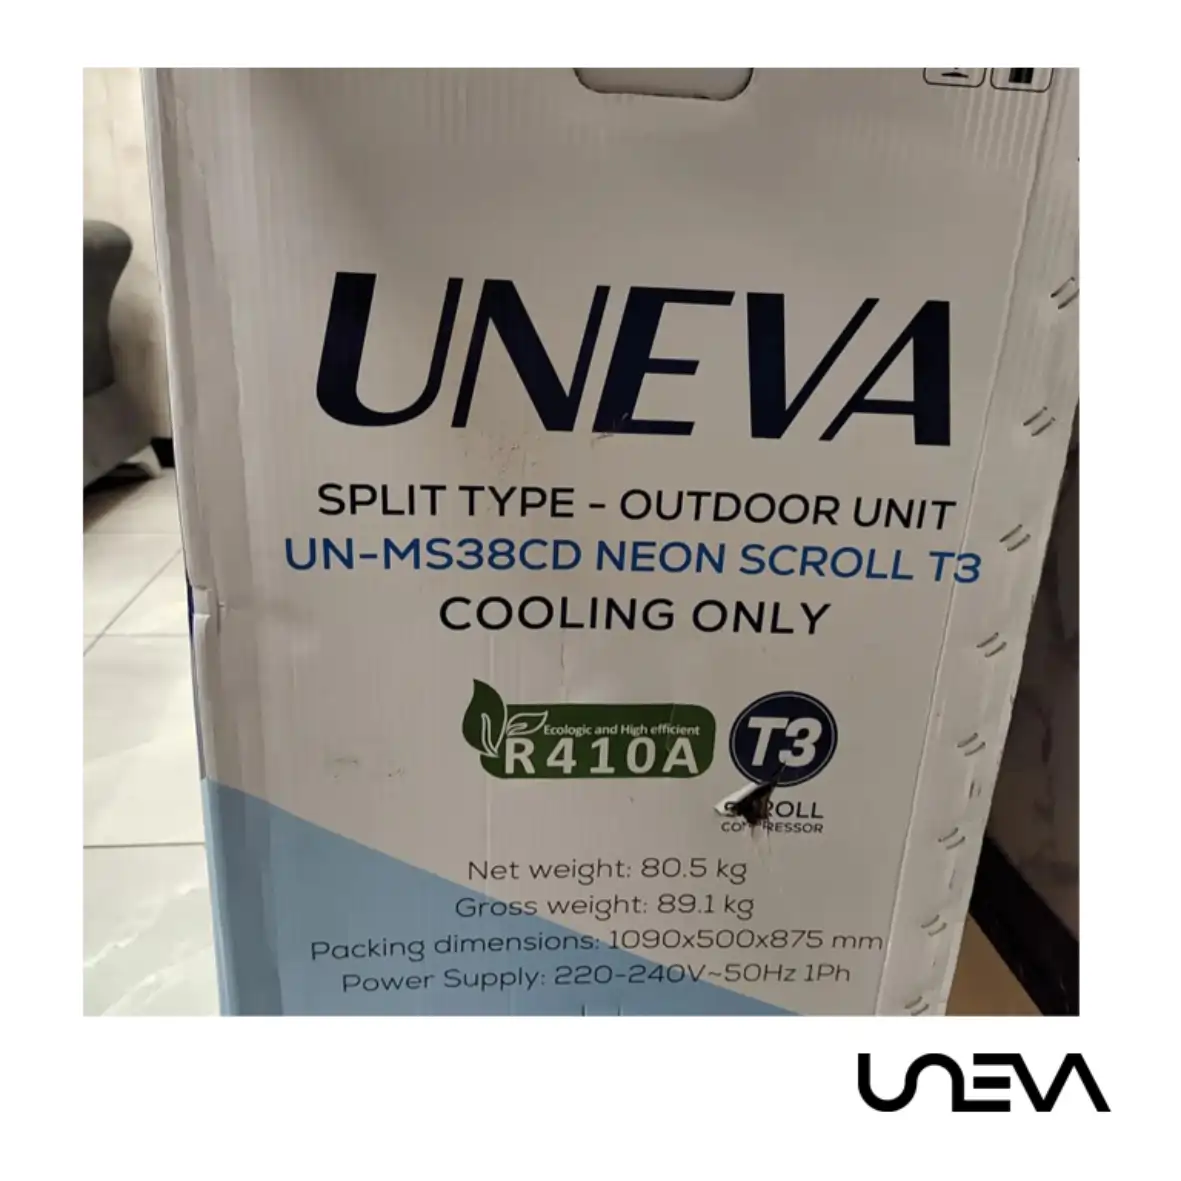 UNEVA
SPLIT TYPE - OUTDOOR UNIT
UN-MS38CD NEON SCROLL T3
COOLING ONLY
Ecologic and High efficient
R410A
T3
SCROLL
COMPRESSOR
Net weight: 80.5 kg
Gross weight: 89.1 kg
Packing dimensions: 1090x500x875 mm
Power Supply: 220-240V~50Hz 1Ph
UNEVA